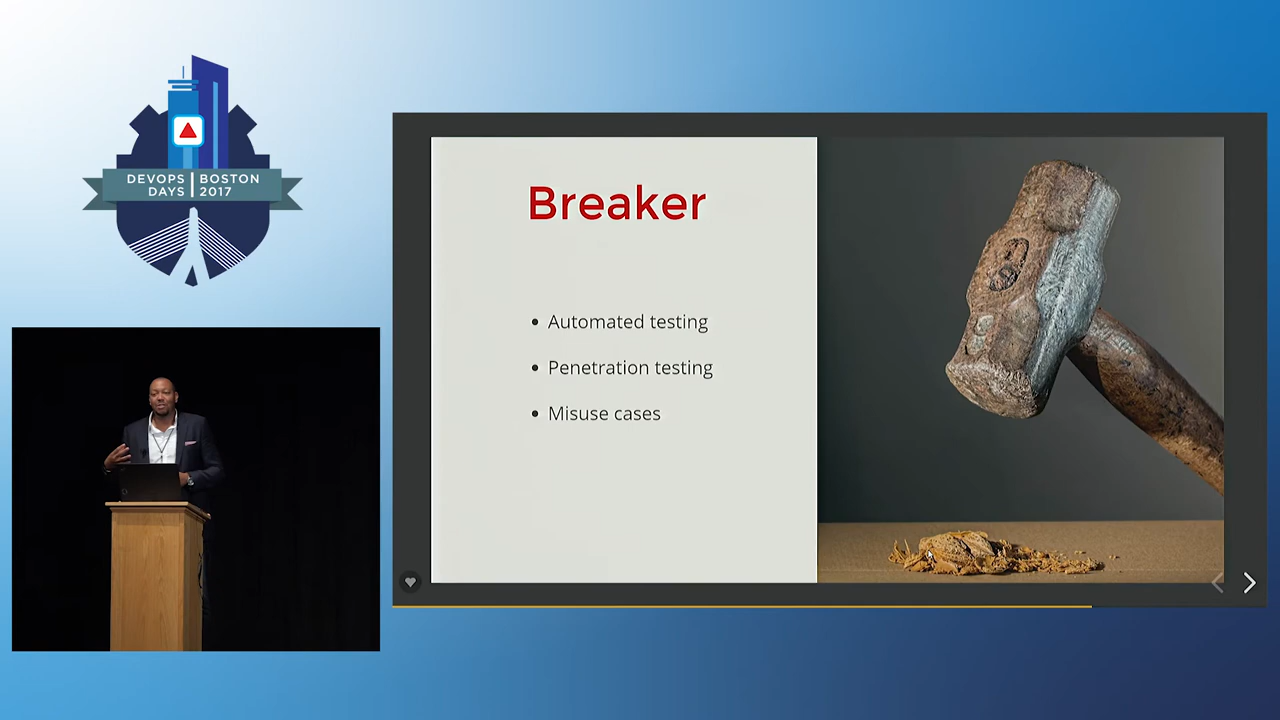 DEVOPS | BOSTON
DAYS | 2017
Breaker
• Automated testing
• Penetration testing
• Misuse cases